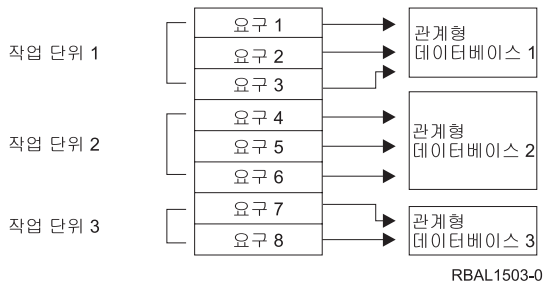 요구 1
요구 2
요구 3
작업 단위 1
관계형
데이터베이스 1
요구 4
요구 5
요구 6
작업 단위 2
관계형
데이터베이스 2
요구 7
요구 8
작업 단위 3
관계형
데이터베이스 3
RBAL1503-0